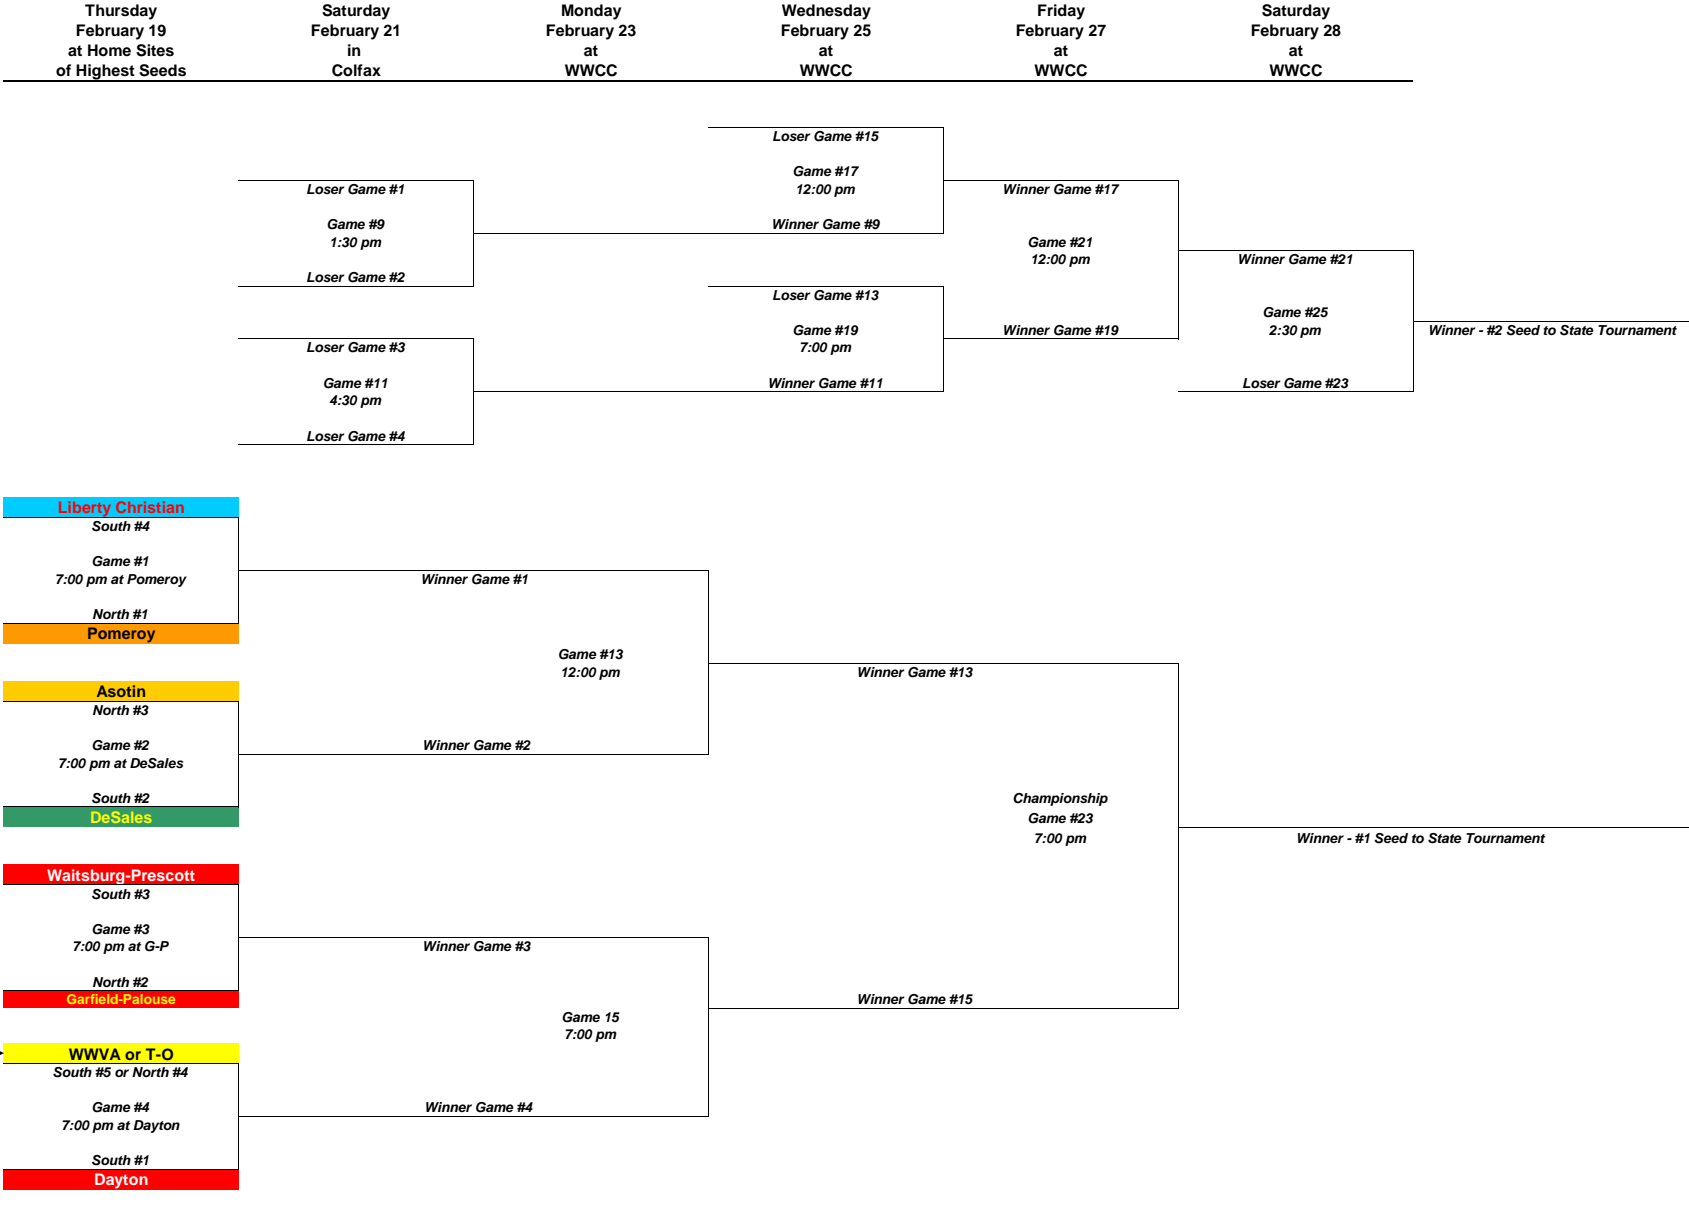 Thursday
February 19
at Home Sites
of Highest Seeds
Saturday
February 21
in
Colfax
Monday
February 23
at
WWCC
Wednesday
February 25
at
WWCC
Friday
February 27
at
WWCC
Saturday
February 28
at
WWCC
Loser Game #15
Game #17
12:00 pm
Winner Game #9
Loser Game #1
Game #9
1:30 pm
Loser Game #2
Winner Game #17
Game #21
12:00 pm
Winner Game #19
Winner Game #21
Game #25
2:30 pm
Loser Game #23
Winner - #2 Seed to State Tournament
Loser Game #13
Game #19
7:00 pm
Winner Game #11
Loser Game #3
Game #11
4:30 pm
Loser Game #4
Liberty Christian
South #4
Game #1
7:00 pm at Pomeroy
North #1
Pomeroy
Winner Game #1
Game #13
12:00 pm
Winner Game #2
Winner Game #13
Asotin
North #3
Game #2
7:00 pm at DeSales
South #2
DeSales
Championship
Game #23
7:00 pm
Winner - #1 Seed to State Tournament
Waitsburg-Prescott
South #3
Game #3
7:00 pm at G-P
North #2
Garfield-Palouse
Winner Game #3
Game 15
7:00 pm
Winner Game #4
Winner Game #15
WWVA or T-O
South #5 or North #4
Game #4
7:00 pm at Dayton
South #1
Dayton